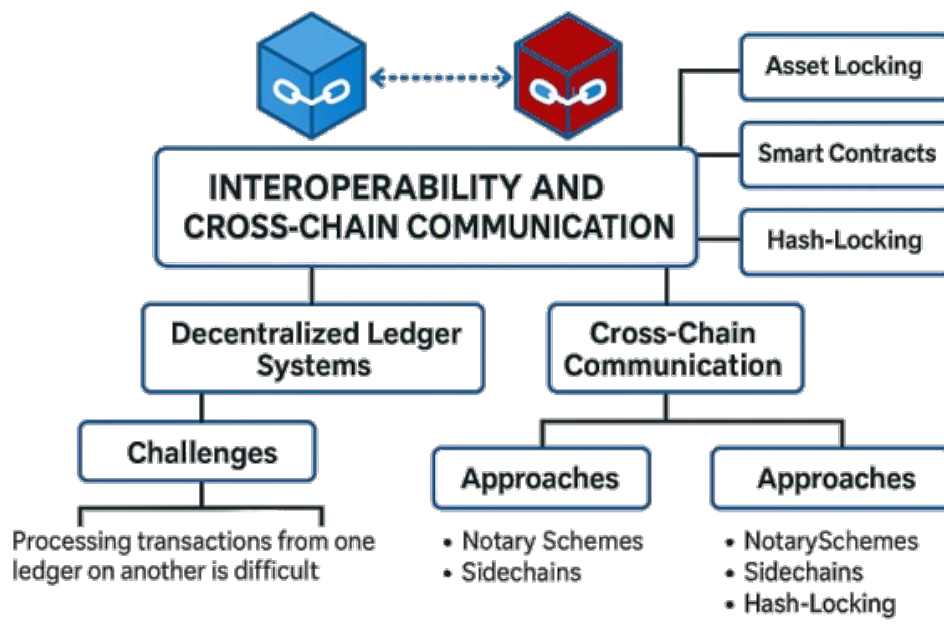 Asset Locking
Smart Contracts
Hash-Locking
INTEROPERABILITY AND
CROSS-CHAIN COMMUNICATION
Decentralized Ledger
Systems
Cross-Chain
Communication
Challenges
Processing transactions from one
ledger on another is difficult
Approaches
• Notary Schemes
• Sidechains
Approaches
• NotarySchemes
• Sidechains
• Hash-Locking